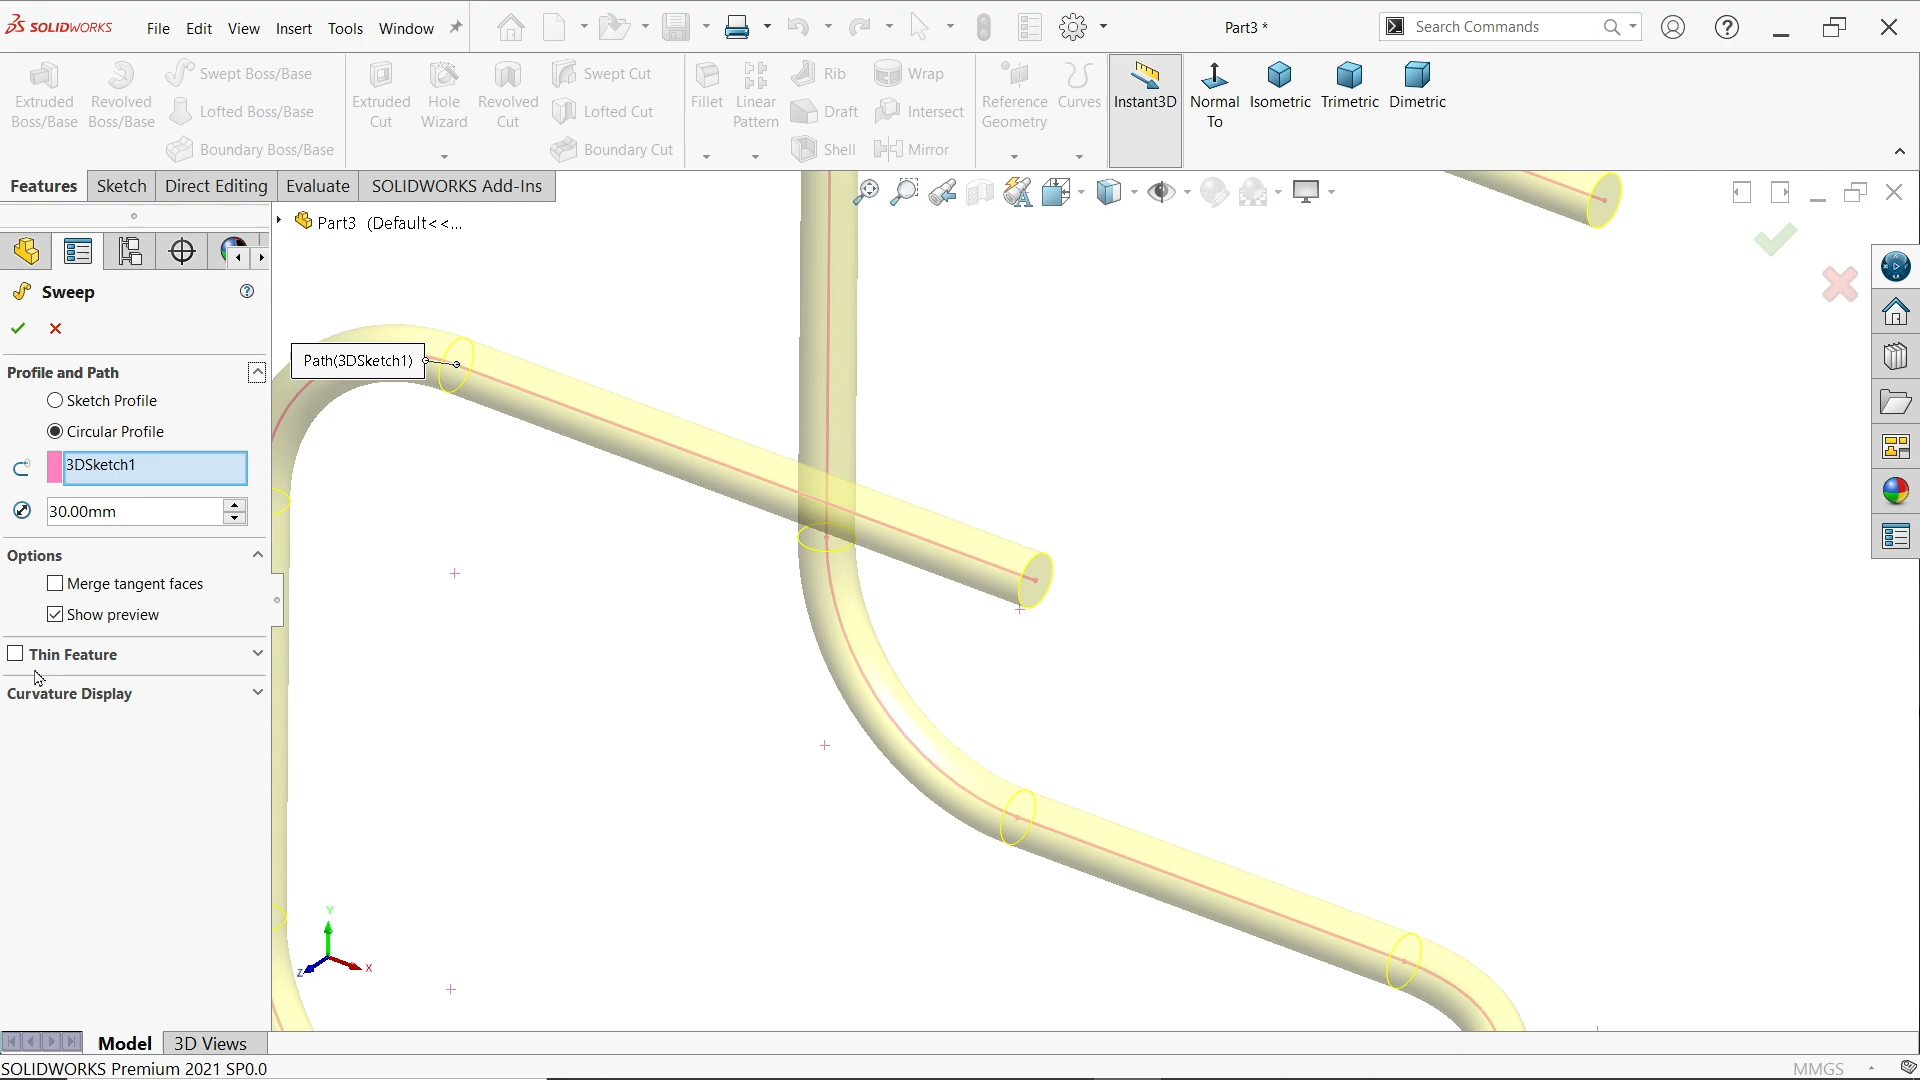 SOLIDWORKS File Edit View Insert Tools Window Part3 * Search Commands
Extruded Boss/Base
Revolved Boss/Base
Swept Boss/Base
Lofted Boss/Base
Boundary Boss/Base
Extruded Cut
Hole Wizard
Revolved Cut
Swept Cut
Lofted Cut
Boundary Cut
Fillet
Linear Pattern
Rib
Draft
Shell
Wrap
Intersect
Mirror
Reference Geometry
Curves
Instant3D
Normal To
Isometric
Trimetric
Dimetric
Features Sketch Direct Editing Evaluate SOLIDWORKS Add-Ins
Part3 (Default<<...
Sweep
Profile and Path
Sketch Profile
Circular Profile
3DSketch1
30.00mm
Options
Merge tangent faces
Show preview
Thin Feature
Curvature Display
Path(3DSketch1)
Y
Z X
Model 3D Views
SOLIDWORKS Premium 2021 SP0.0 MMGS